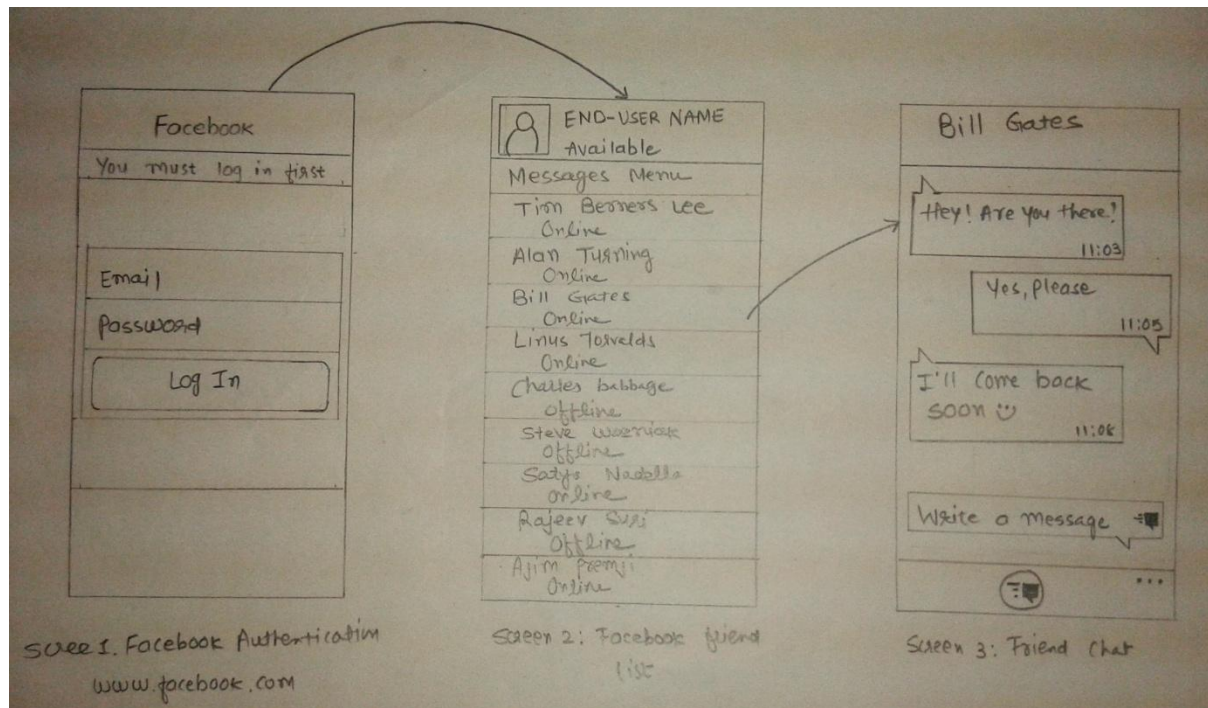 Facebook
You must log in first
Email
Password
Log In
Scree 1. Facebook Authentication
www.facebook.com
END-USER NAME
Available
Messages Menu
Tim Berners Lee
Online
Alan Turning
Online
Bill Gates
Online
Linus Torvalds
Online
Charles babbage
Offline
Steve Wozniak
Offline
Satya Nadella
Online
Rajeev Suri
Offline
Ajim Premji
Online
Screen 2: Facebook friend
list
Bill Gates
Hey! Are you there!
11:03
Yes, please
11:05
I'll come back
soon
11:08
Write a message
...
Screen 3: Friend Chat